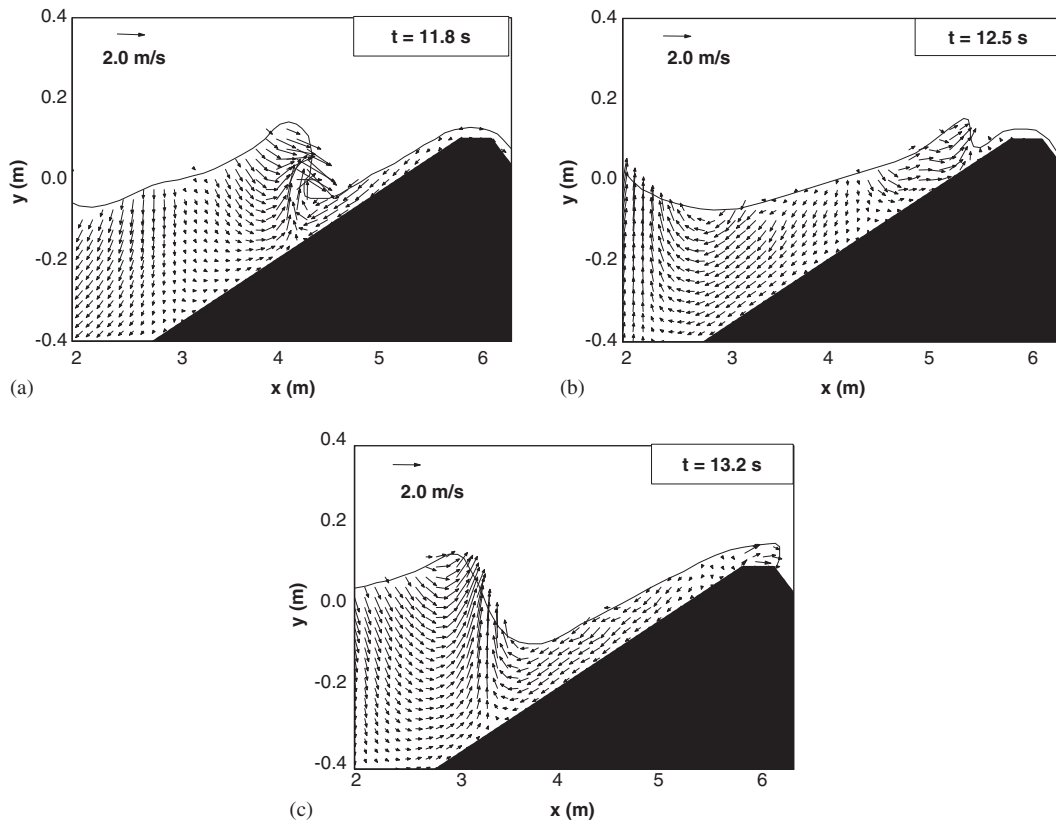 0.4
t = 11.8 s
2.0 m/s
0.2
y (m)
0.0
-0.2
-0.4
2 3 4 5 6
(a)
x (m)
0.4
t = 12.5 s
2.0 m/s
0.2
y (m)
0.0
-0.2
-0.4
2 3 4 5 6
(b)
x (m)
0.4
t = 13.2 s
2.0 m/s
0.2
y (m)
0.0
-0.2
-0.4
2 3 4 5 6
(c)
x (m)